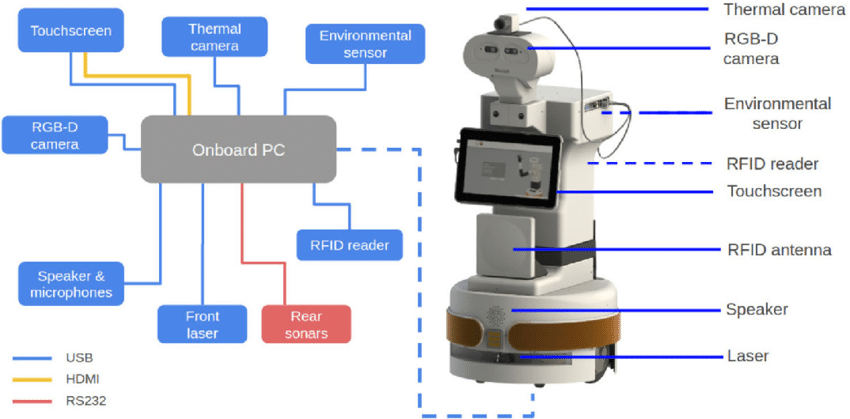 Touchscreen
Thermal
camera
Environmental
sensor
RGB-D
camera
Onboard PC
RFID reader
Speaker &
microphones
Front
laser
Rear
sonars
USB
HDMI
RS232
Thermal camera
RGB-D
camera
Environmental
sensor
RFID reader
Touchscreen
RFID antenna
Speaker
Laser